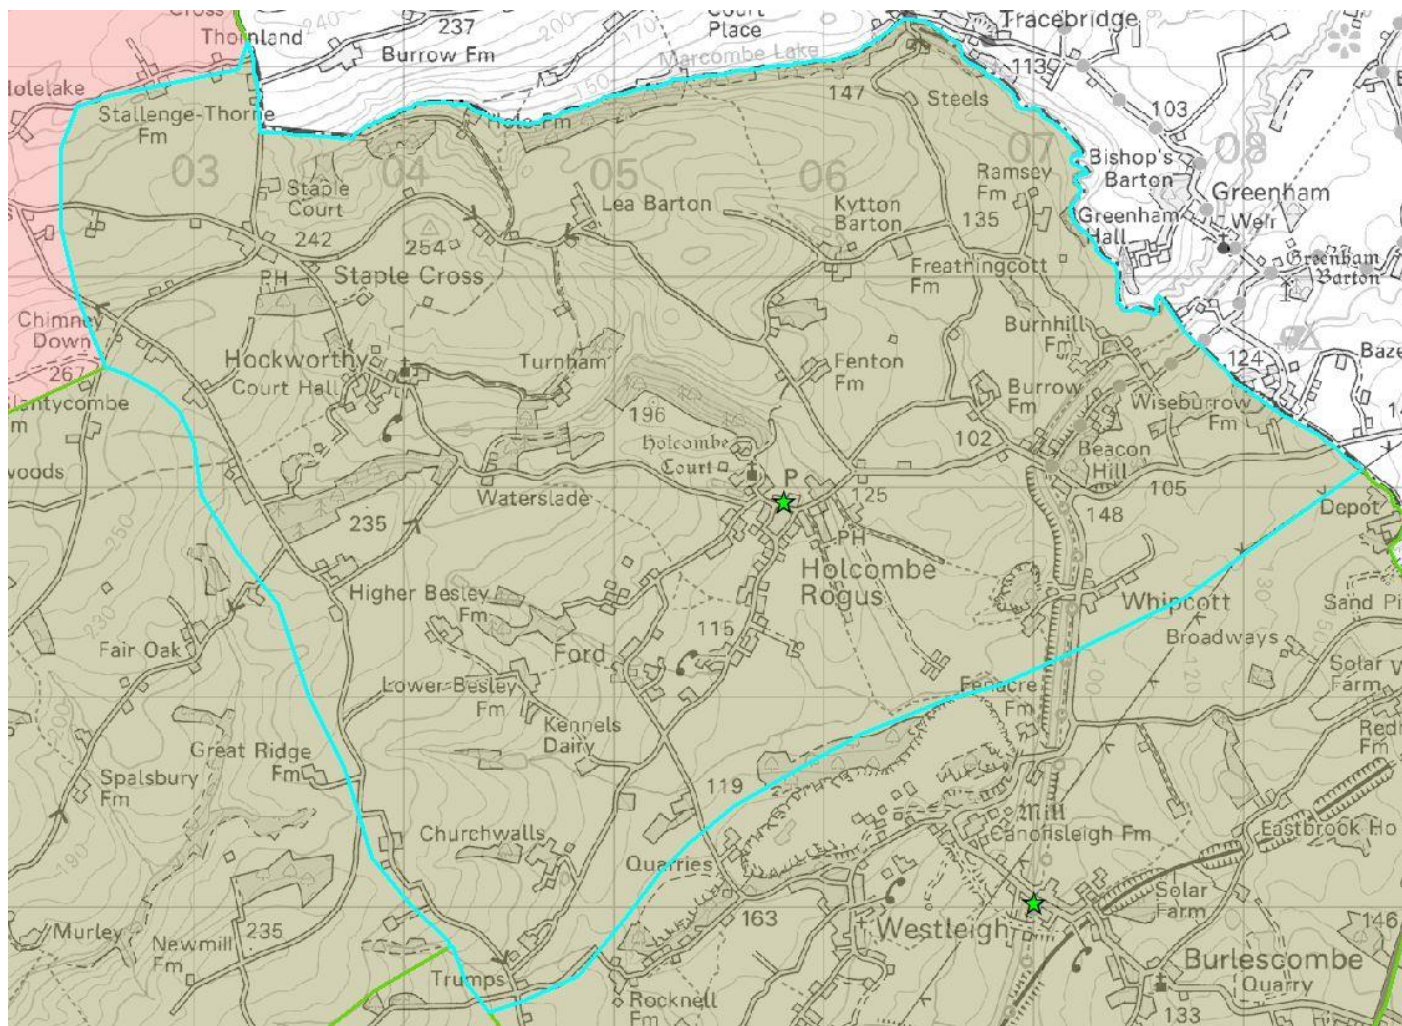 Cross
237
Court
Place
Tracebridge
Thornland
Burrow Fm
Marcombe Lake
113
Holelake
Stallenge-Thorne
Fm
Hole Fm
147
Steels
103
03
04
05
06
07
08
Bishop's
Barton
Staple
Court
Lea Barton
Kytton
Barton
Ramsey
Fm
Greenham
Weir
242
254
135
Greenham
Hall
Greenham
Barton
PH
Staple Cross
Freathingcott
Fm
Chimney
Down
Burnhill
Fm
Hockworthy
Court Hall
Turnham
Fenton
Fm
124
267
Burrow
Fm
Wiseburrow
Fm
196
Holcombe
Court
102
Beacon
Hill
P
Waterslade
125
105
235
148
Depot
PH
Holcombe
Rogus
Higher Besley
Fm
Whipcott
115
Broadways
Fair Oak
Ford
Solar
Farm
Lower Besley
Fm
Fenacre
Fm
Kennels
Dairy
Great Ridge
Fm
Spalsbury
Fm
119
Mill
Canonsleigh Fm
Churchwalls
Eastbrook Ho
Quarries
Solar
Farm
163
Westleigh
146
Murley
Newmill
Fm
235
Trumps
Burlescombe
Quarry
Rocknell
Fm
133